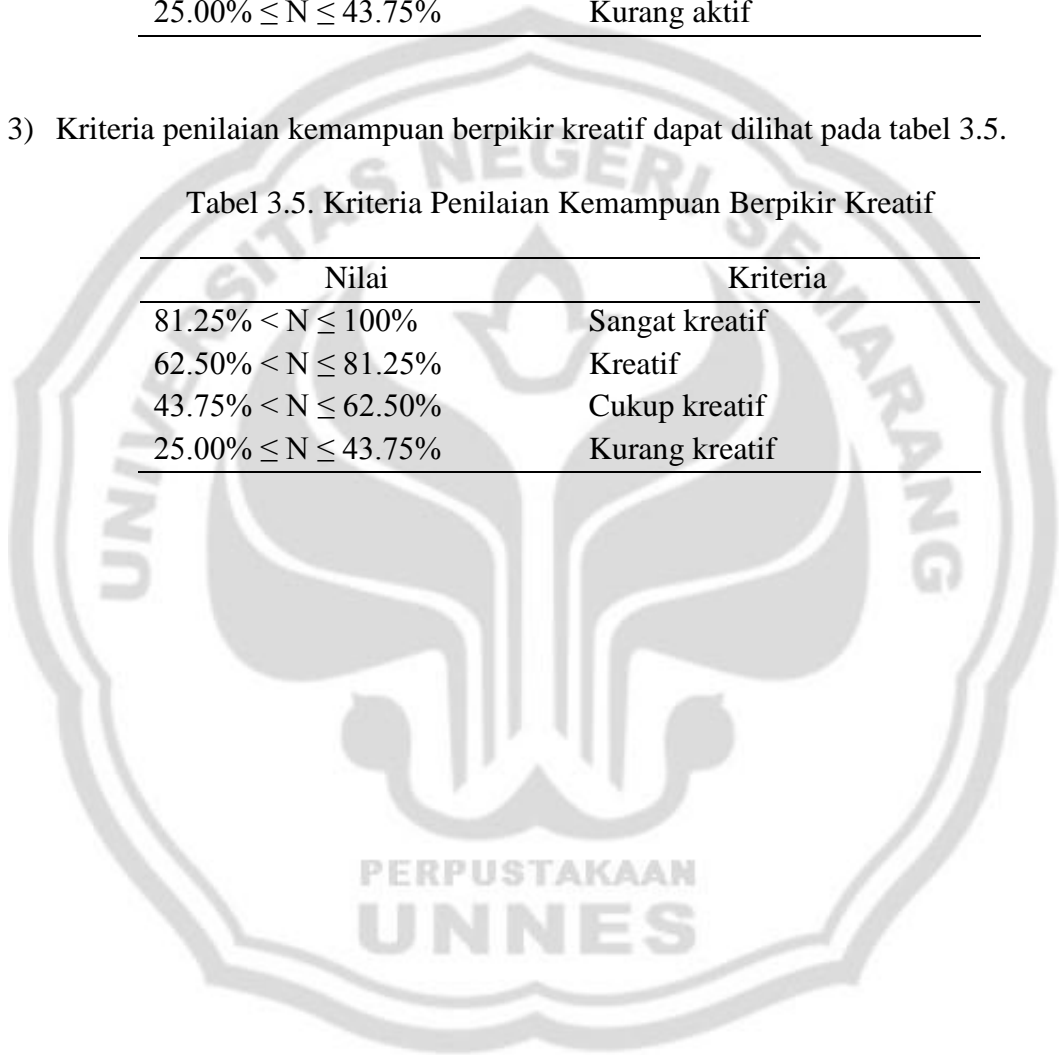 25.00% ≤ N ≤ 43.75% Kurang aktif
3) Kriteria penilaian kemampuan berpikir kreatif dapat dilihat pada tabel 3.5.
Tabel 3.5. Kriteria Penilaian Kemampuan Berpikir Kreatif
Nilai Kriteria
81.25% < N ≤ 100% Sangat kreatif
62.50% < N ≤ 81.25% Kreatif
43.75% < N ≤ 62.50% Cukup kreatif
25.00% ≤ N ≤ 43.75% Kurang kreatif
UNIVERSITAS NEGERI SEMARANG
PERPUSTAKAAN
UNNES